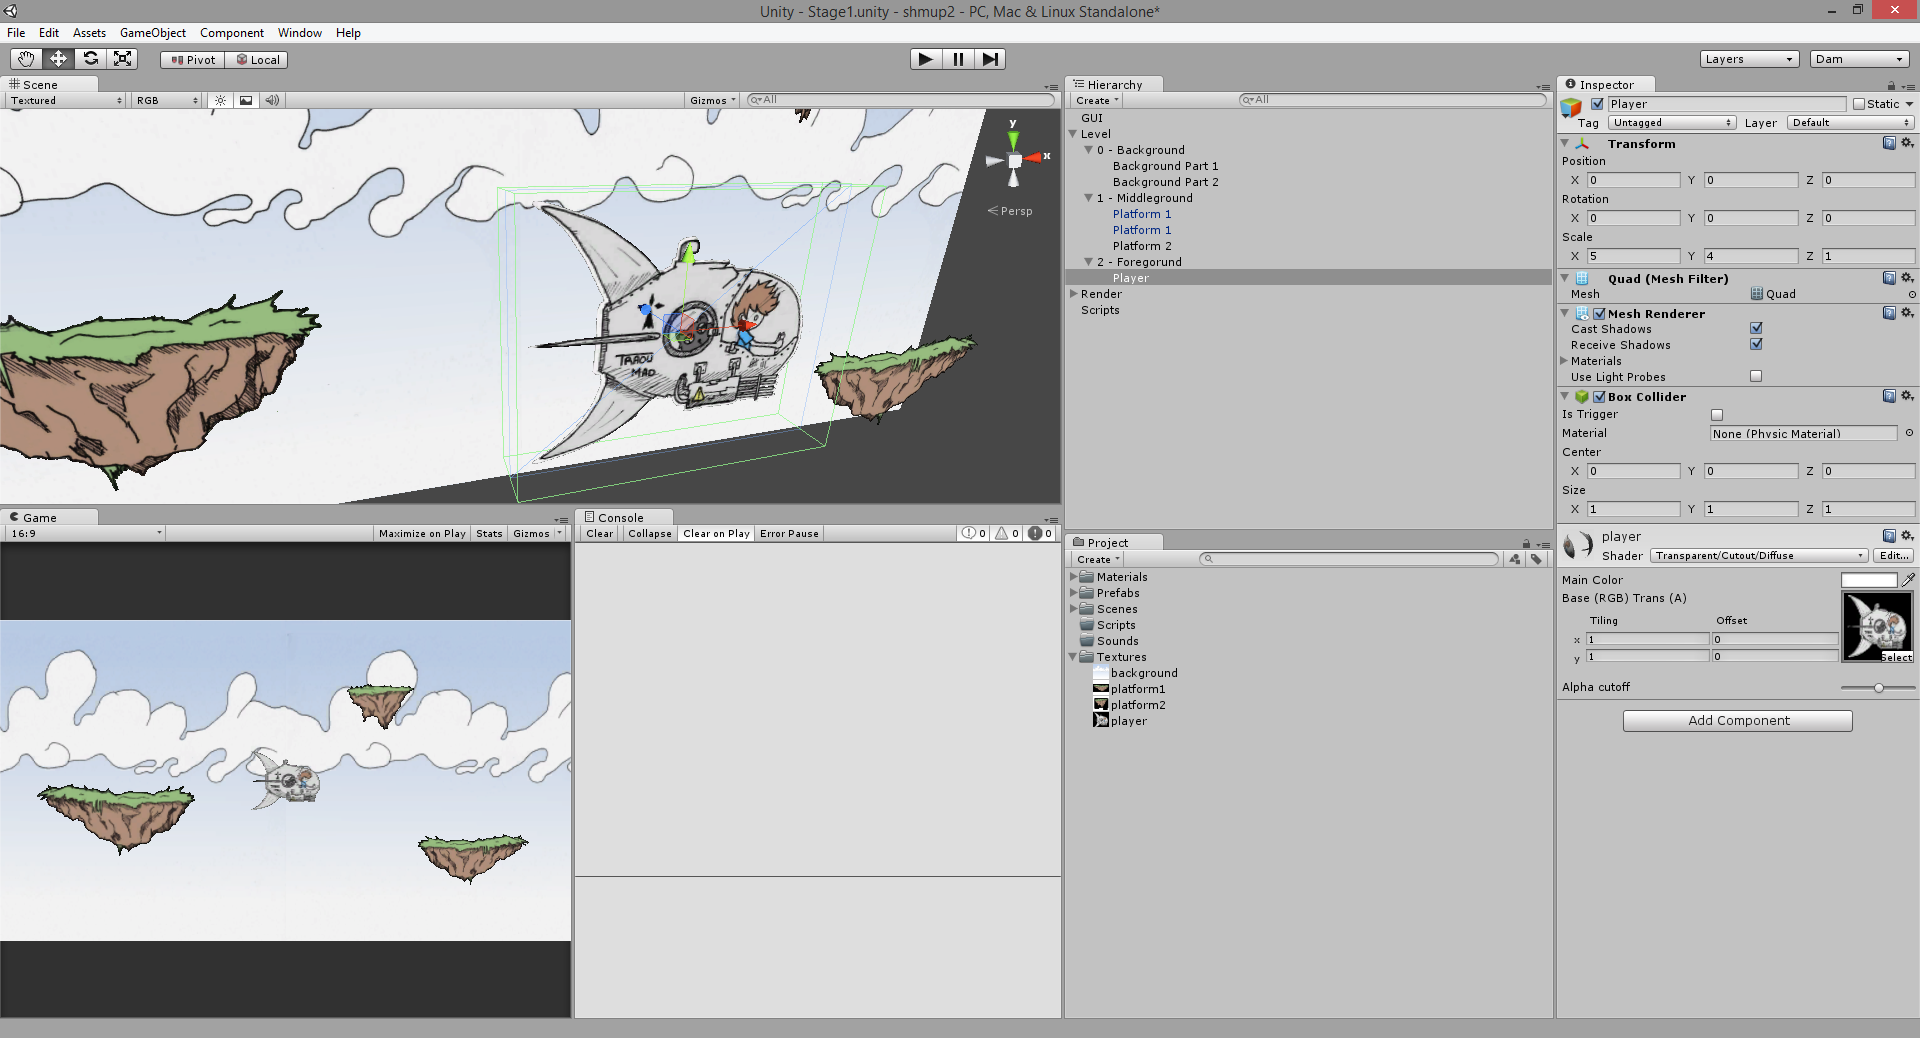 Unity - Stage1.unity - shmup2 - PC, Mac & Linux Standalone*
File Edit Assets GameObject Component Window Help
Pivot Local Layers Dam
Scene
Textured RGB Gizmos All
y
x
Persp
TRADU
MAD
Game
16:9 Maximize on Play Stats Gizmos
Console
Clear Collapse Clear on Play Error Pause 0 0 0
Hierarchy
Create All
GUI
Level
0 - Background
Background Part 1
Background Part 2
1 - Middleground
Platform 1
Platform 1
Platform 2
2 - Foregorund
Player
Render
Scripts
Project
Create
Materials
Prefabs
Scenes
Scripts
Sounds
Textures
background
platform1
platform2
player
Inspector
Player Static
Tag Untagged Layer Default
Transform
Position
X 0 Y 0 Z 0
Rotation
X 0 Y 0 Z 0
Scale
X 5 Y 4 Z 1
Quad (Mesh Filter)
Mesh Quad
Mesh Renderer
Cast Shadows
Receive Shadows
Materials
Use Light Probes
Box Collider
Is Trigger
Material None (Physic Material)
Center
X 0 Y 0 Z 0
Size
X 1 Y 1 Z 1
player
Shader Transparent/Cutout/Diffuse Edit...
Main Color
Base (RGB) Trans (A)
Tiling Offset
x 1 0
y 1 0
Select
Alpha cutoff
Add Component